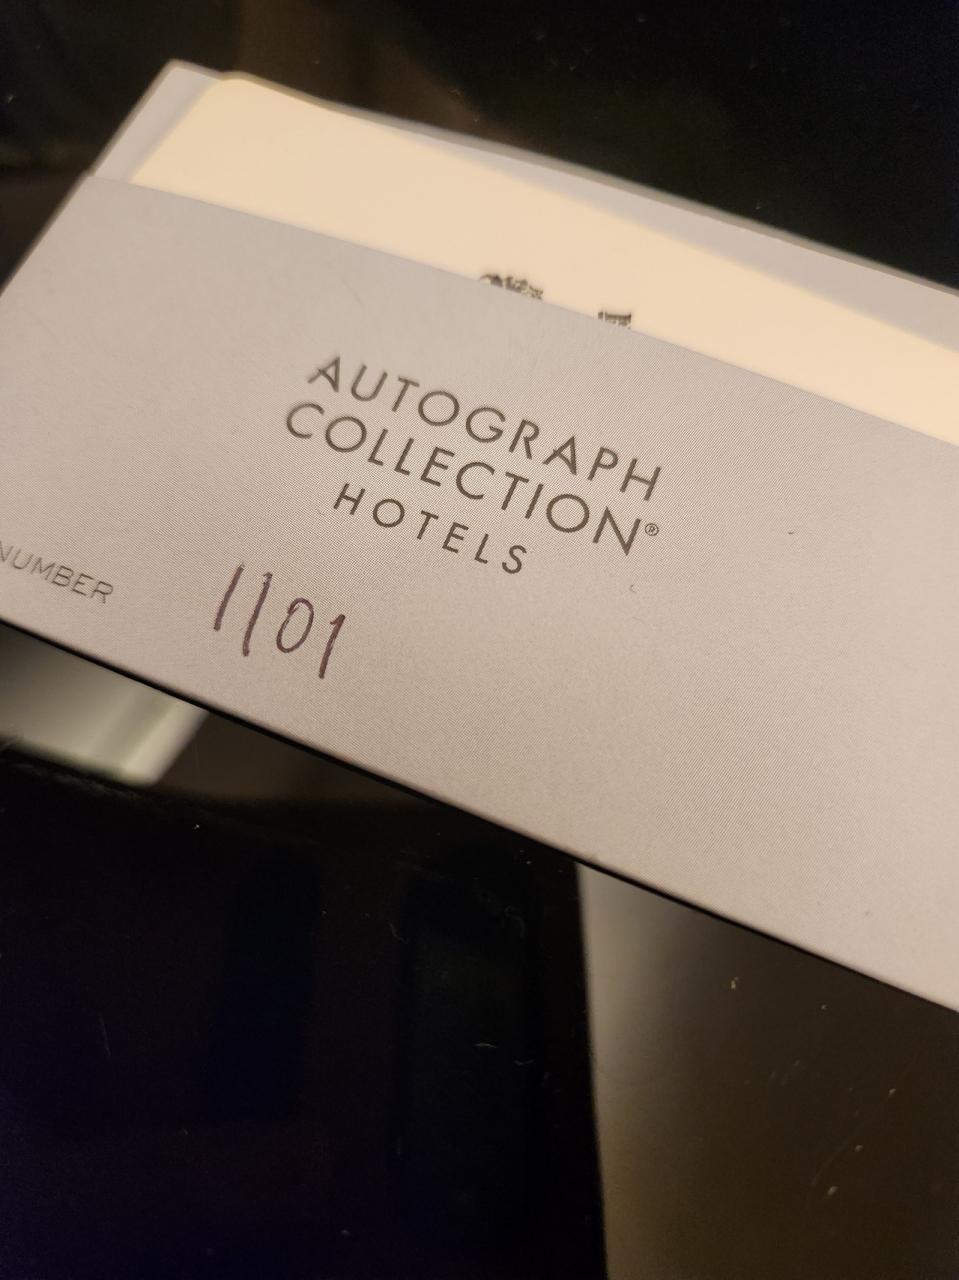 AUTOGRAPH
COLLECTION®
HOTELS
NUMBER 1101